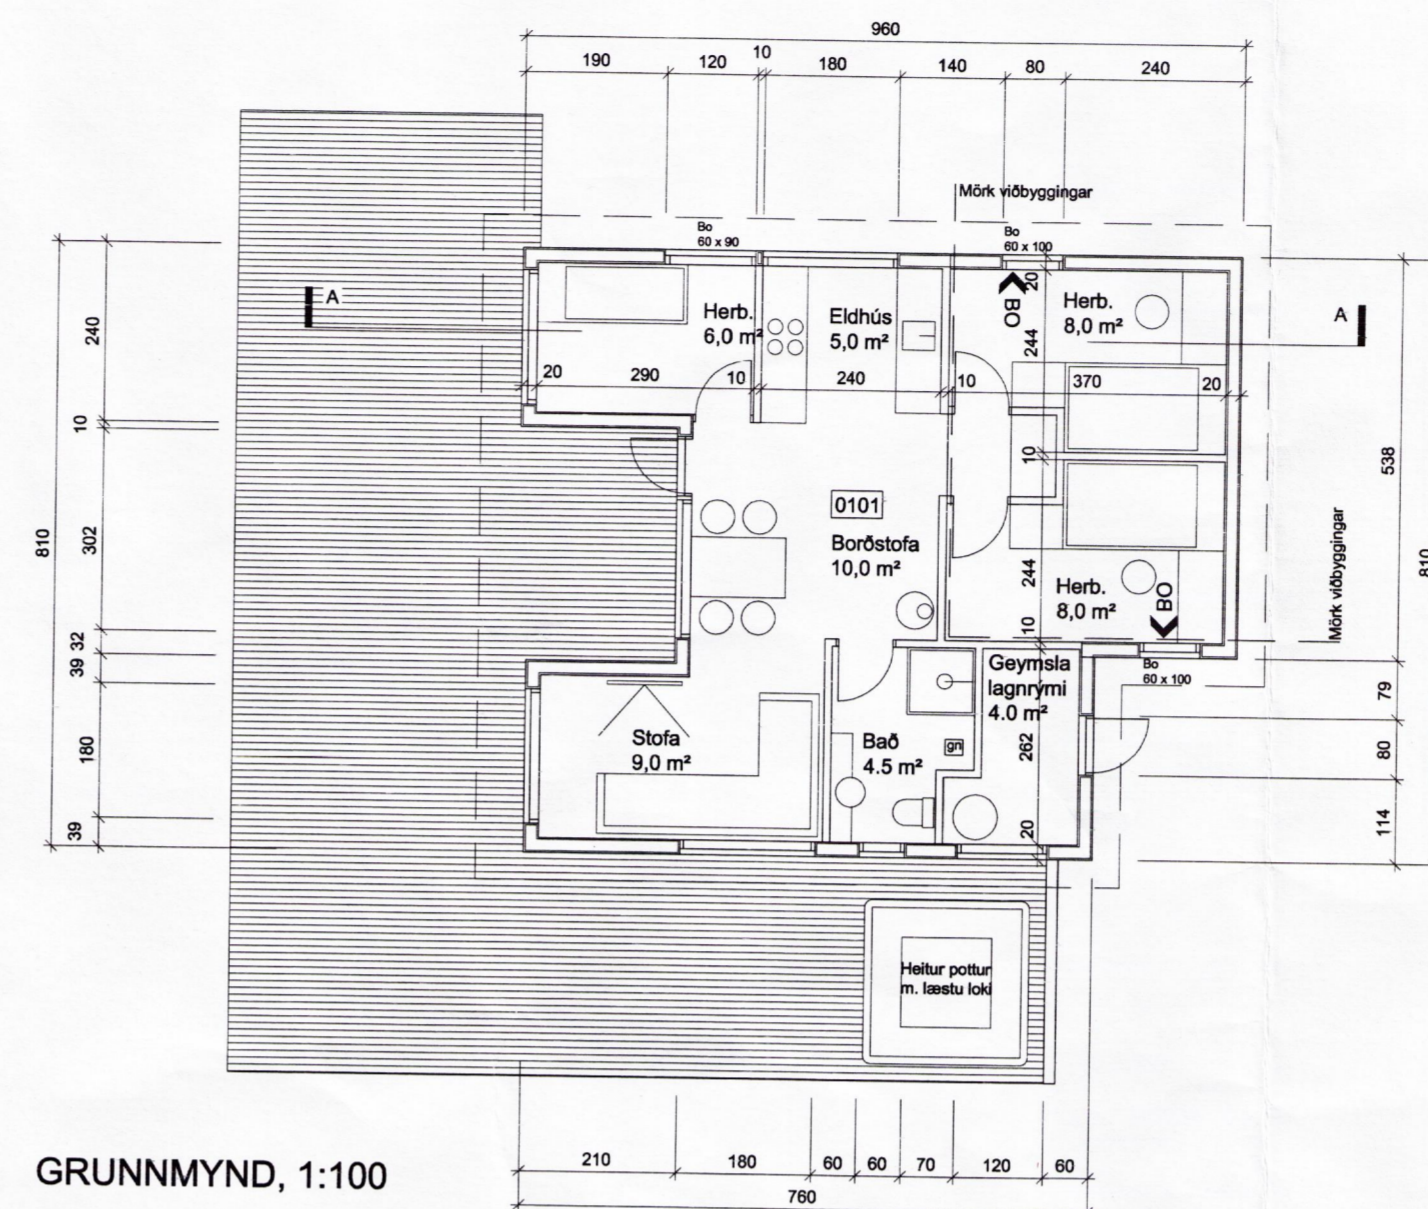 960
190 120 10 180 140 80 240
Mörk viðbyggingar
Bo
60 x 90
Bo
60 x 100
A
Herb.
6,0 m²
Eldhús
5,0 m²
BO
20
244
Herb.
8,0 m²
A
20 290 10 240 10 370 20
240
10
302
32
39
180
39
810
10
0101
Borðstofa
10,0 m²
244
10
Herb.
8,0 m²
BO
Bo
60 x 100
538
79
80
114
810
Mörk viðbyggingar
Geymsla
lagnrými
4.0 m²
262
20
Stofa
9,0 m²
Bað
4.5 m²
gn
Heitur pottur
m. læstu loki
GRUNNMYND, 1:100
210 180 60 60 70 120 60
760